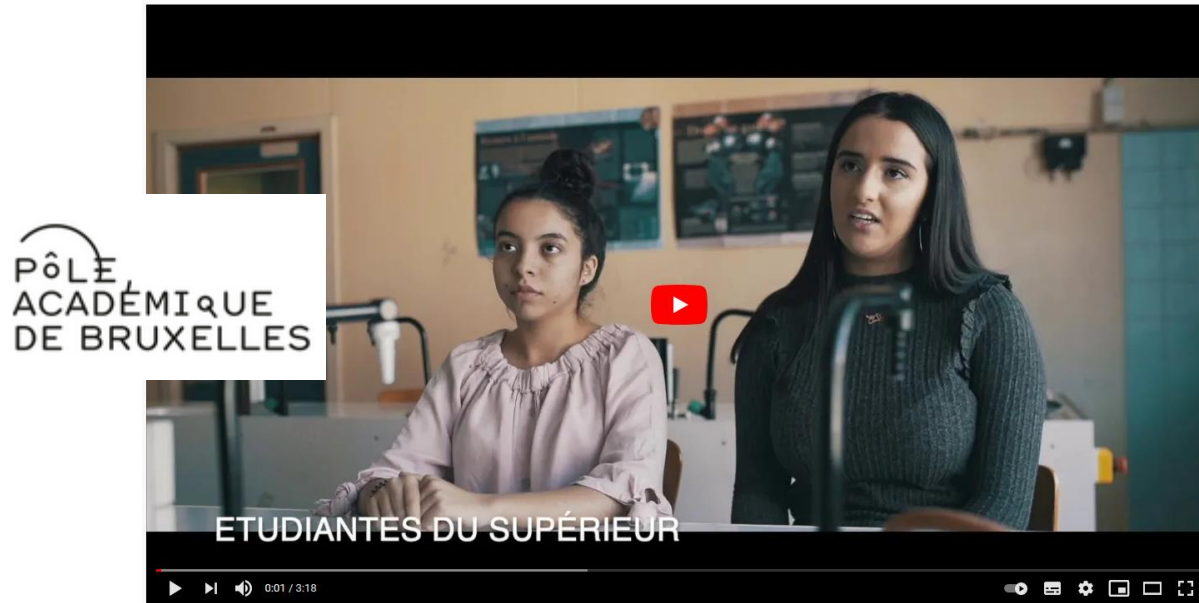 PÔLE
ACADÉMIQUE
DE BRUXELLES
ETUDIANTES DU SUPÉRIEUR
0:01 / 3:18